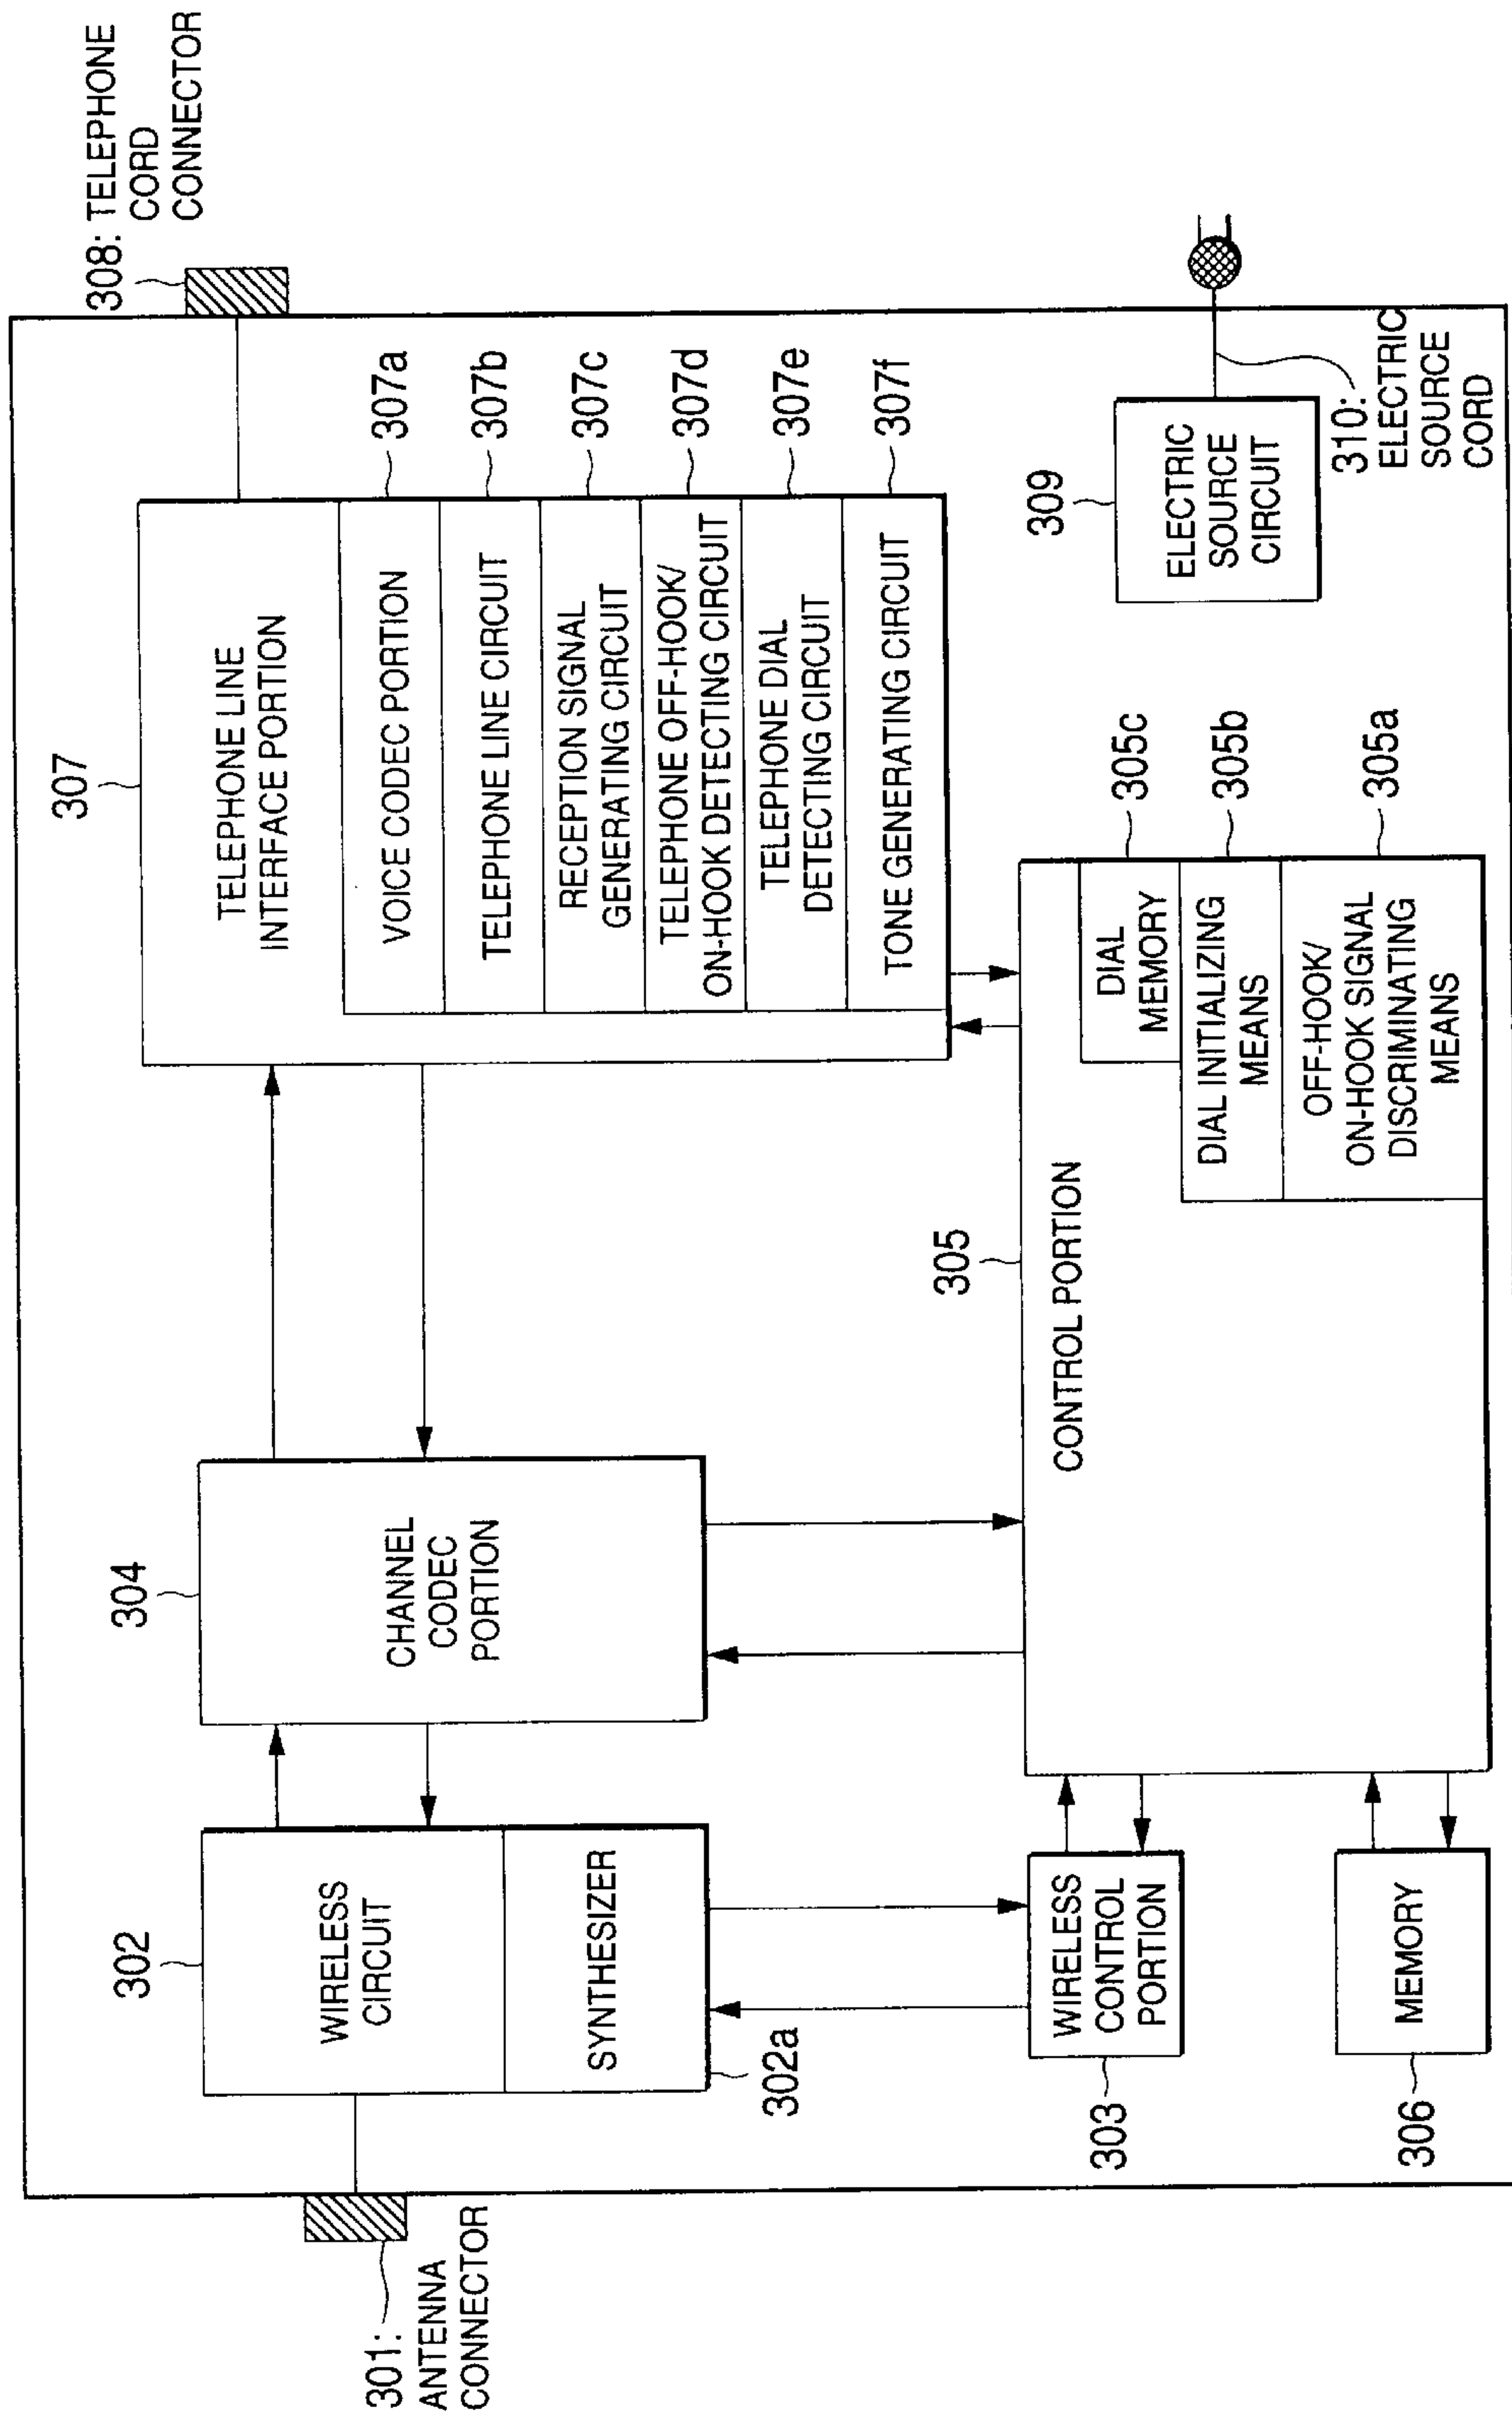 301:
ANTENNA
CONNECTOR
302
WIRELESS
CIRCUIT
SYNTHESIZER
302a
303
WIRELESS
CONTROL
PORTION
306
MEMORY
304
CHANNEL
CODEC
PORTION
305
CONTROL PORTION
DIAL
MEMORY
305c
DIAL INITIALIZING
MEANS
305b
OFF-HOOK/
ON-HOOK SIGNAL
DISCRIMINATING
MEANS
305a
307
TELEPHONE LINE
INTERFACE PORTION
VOICE CODEC PORTION
307a
TELEPHONE LINE CIRCUIT
307b
RECEPTION SIGNAL
GENERATING CIRCUIT
307c
TELEPHONE OFF-HOOK/
ON-HOOK DETECTING CIRCUIT
307d
TELEPHONE DIAL
DETECTING CIRCUIT
307e
TONE GENERATING CIRCUIT
307f
308: TELEPHONE
CORD
CONNECTOR
309
ELECTRIC
SOURCE
CIRCUIT
310:
ELECTRIC
SOURCE
CORD